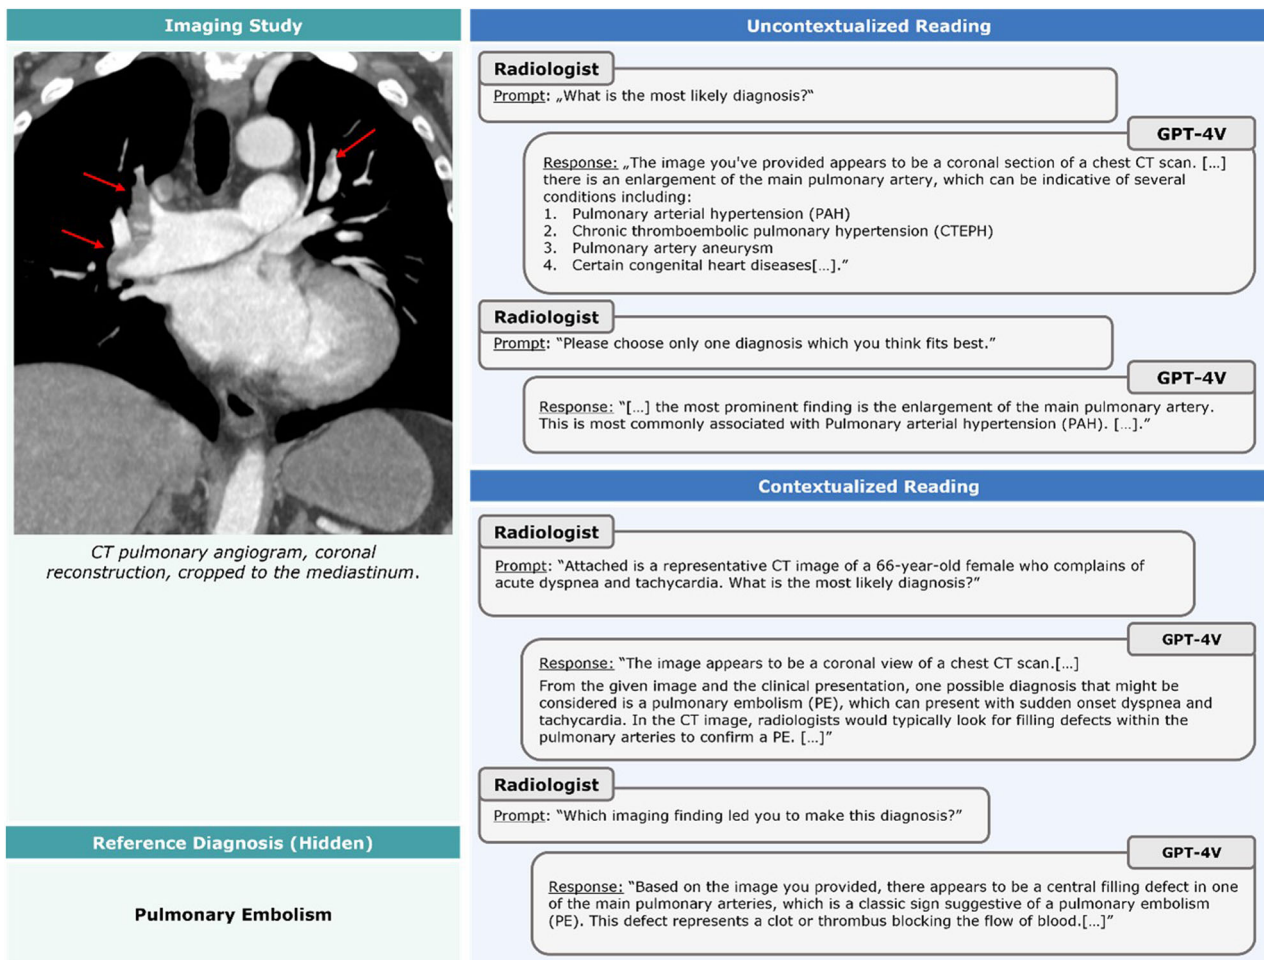 Imaging Study
CT pulmonary angiogram, coronal
reconstruction, cropped to the mediastinum.
Reference Diagnosis (Hidden)
Pulmonary Embolism
Uncontextualized Reading
Radiologist
Prompt: „What is the most likely diagnosis?“
GPT-4V
Response: „The image you've provided appears to be a coronal section of a chest CT scan. [...]
there is an enlargement of the main pulmonary artery, which can be indicative of several
conditions including:
1. Pulmonary arterial hypertension (PAH)
2. Chronic thromboembolic pulmonary hypertension (CTEPH)
3. Pulmonary artery aneurysm
4. Certain congenital heart diseases[...].”
Radiologist
Prompt: “Please choose only one diagnosis which you think fits best.”
GPT-4V
Response: “[...] the most prominent finding is the enlargement of the main pulmonary artery.
This is most commonly associated with Pulmonary arterial hypertension (PAH). [...].”
Contextualized Reading
Radiologist
Prompt: “Attached is a representative CT image of a 66-year-old female who complains of
acute dyspnea and tachycardia. What is the most likely diagnosis?”
GPT-4V
Response: “The image appears to be a coronal view of a chest CT scan.[...]
From the given image and the clinical presentation, one possible diagnosis that might be
considered is a pulmonary embolism (PE), which can present with sudden onset dyspnea and
tachycardia. In the CT image, radiologists would typically look for filling defects within the
pulmonary arteries to confirm a PE. [...]”
Radiologist
Prompt: “Which imaging finding led you to make this diagnosis?”
GPT-4V
Response: “Based on the image you provided, there appears to be a central filling defect in one
of the main pulmonary arteries, which is a classic sign suggestive of a pulmonary embolism
(PE). This defect represents a clot or thrombus blocking the flow of blood.[...]”